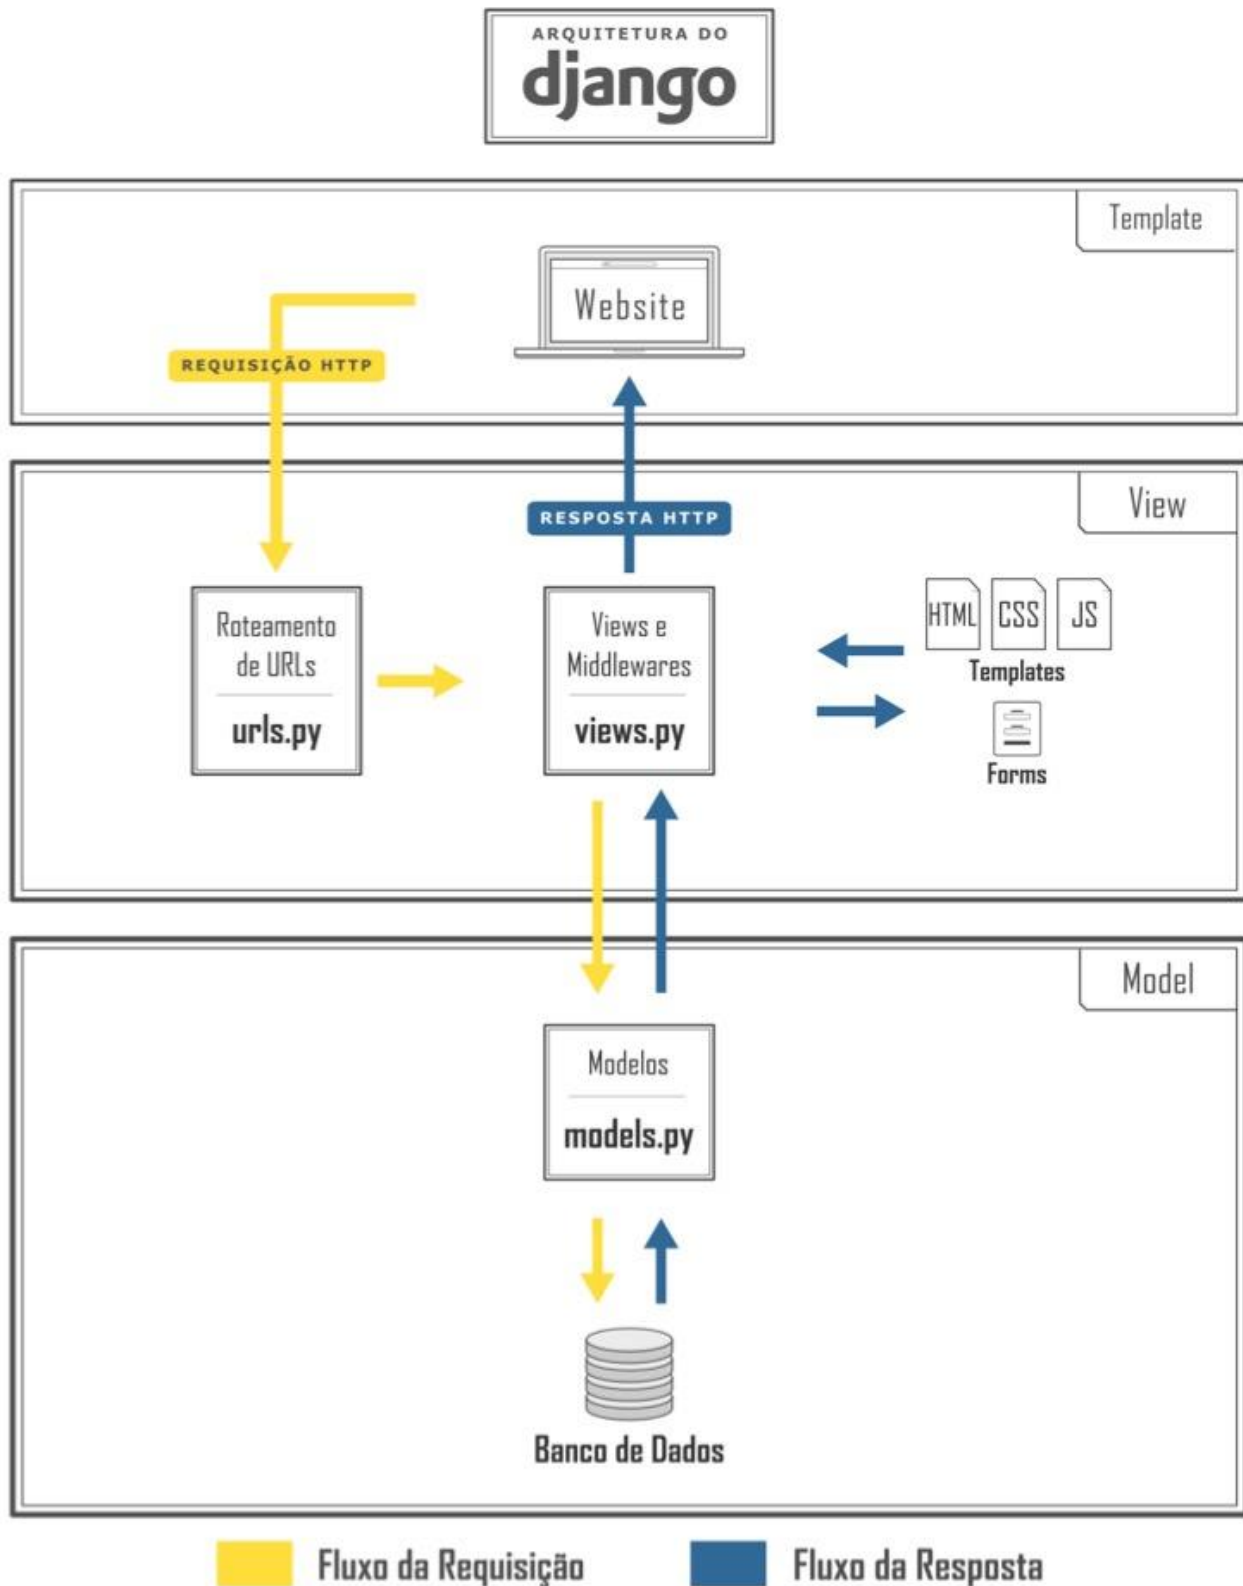 ARQUITETURA DO
django
Template
Website
REQUISIÇÃO HTTP
View
RESPOSTA HTTP
Roteamento
de URLs
urls.py
Views e
Middlewares
views.py
HTML
CSS
JS
Templates
Forms
Model
Modelos
models.py
Banco de Dados
Fluxo da Requisição
Fluxo da Resposta